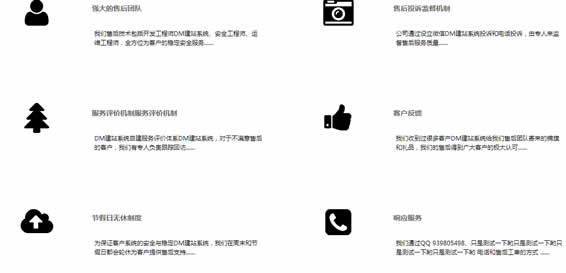 强大的售后团队
我们售后技术包括开发工程师DM建站系统、安全工程师、运
维工程师，全方位为客户的稳定安全服务......
售后投诉监督机制
公司通过设立微信DM建站系统投诉和电话投诉，由专人来监
督售后服务质量......
服务评价机制服务评价机制
DM建站系统自建服务评价体系DM建站系统，对于不满意售后
的客户，我们有专人负责跟踪回访......
客户反馈
我们收到过很多客户DM建站系统给我们售后团队寄来的锦旗
和礼品，我们的售后得到广大客户的极大认可......
节假日无休制度
为保证客户系统的安全与稳定DM建站系统，我们在周末和节
假日都会轮休为客户提供售后支持......
响应服务
我们通过QQ 939805498、只是测试一下哟只是测试一下哟只
是测试一下哟只是测试一下哟 电话和售后工单的方式 ......